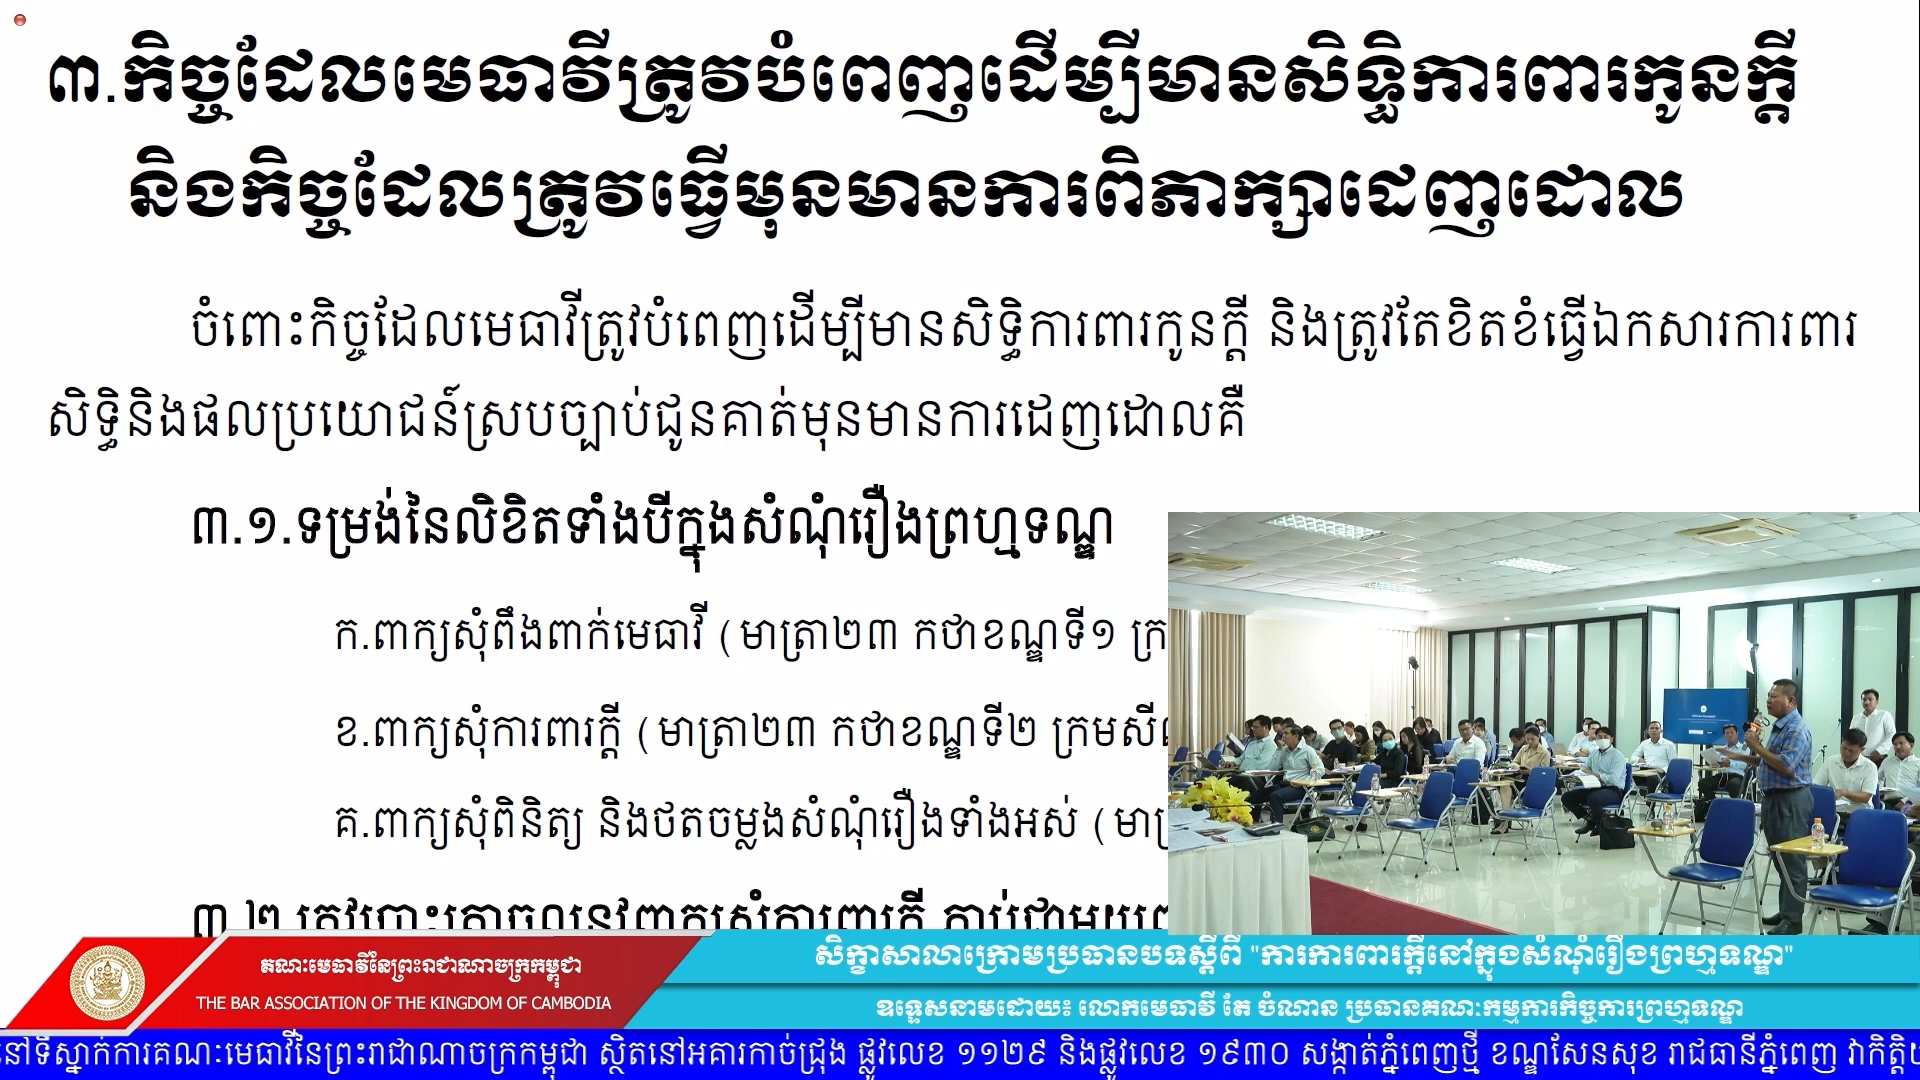 ៣.កិច្ចដែលមេធាវីត្រូវបំពេញដើម្បីមានសិទ្ធិការពារកូនក្តី
និងកិច្ចដែលត្រូវធ្វើមុនមានការពិភាក្សាដេញដោល
ចំពោះកិច្ចដែលមេធាវីត្រូវបំពេញដើម្បីមានសិទ្ធិការពារកូនក្តី និងត្រូវតែខិតខំធ្វើឯកសារការពារ
សិទ្ធិនិងផលប្រយោជន៍ស្របច្បាប់ជូនគាត់មុនមានការដេញដោលគឺ
៣.១.ទម្រង់នៃលិខិតទាំងបីក្នុងសំណុំរឿងព្រហ្មទណ្ឌ
ក.ពាក្យសុំពឹងពាក់មេធាវី (មាត្រា២៣ កថាខណ្ឌទី១ ក្រ
ខ.ពាក្យសុំការពារក្តី (មាត្រា២៣ កថាខណ្ឌទី២ ក្រមសីល
គ.ពាក្យសុំពិនិត្យ និងថតចម្លងសំណុំរឿងទាំងអស់ (មាត្រ
គណៈមេធាវីនៃព្រះរាជាណាចក្រកម្ពុជា
THE BAR ASSOCIATION OF THE KINGDOM OF CAMBODIA
សិក្ខាសាលាក្រោមប្រធានបទស្តីពី "ការការពារក្តីនៅក្នុងសំណុំរឿងព្រហ្មទណ្ឌ"
ឧទ្ទេសនាមដោយ៖ លោកមេធាវី តែ ចំណាន ប្រធានគណៈកម្មការកិច្ចការព្រហ្មទណ្ឌ
នៅទីស្នាក់ការគណៈមេធាវីនៃព្រះរាជាណាចក្រកម្ពុជា ស្ថិតនៅអគារកាច់ជ្រុង ផ្លូវលេខ ១១២៩ និងផ្លូវលេខ ១៩៣០ សង្កាត់ភ្នំពេញថ្មី ខណ្ឌសែនសុខ រាជធានីភ្នំពេញ វាកិត្តិ